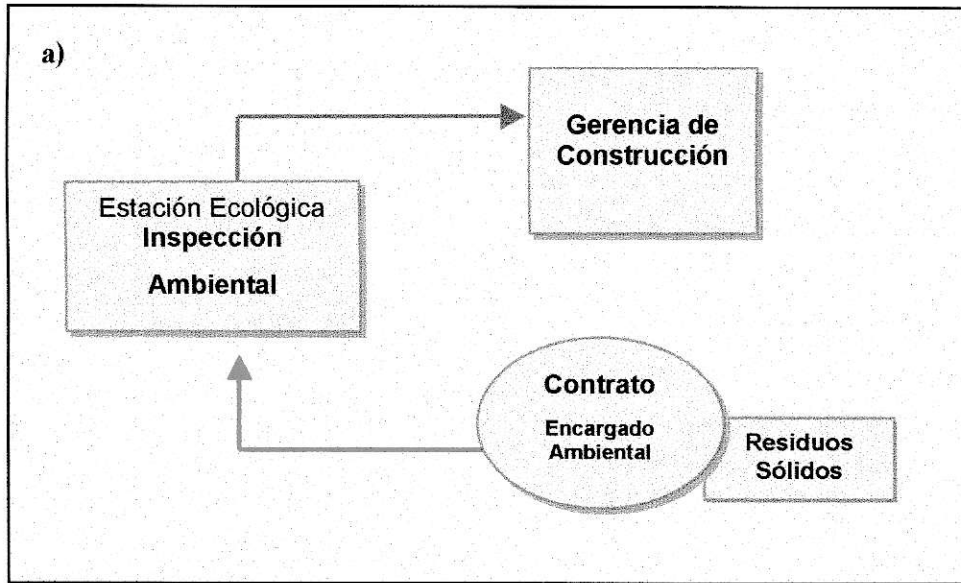 a)
Gerencia de
Construcción
Estación Ecológica
Inspección
Ambiental
Contrato
Encargado
Ambiental
Residuos
Sólidos